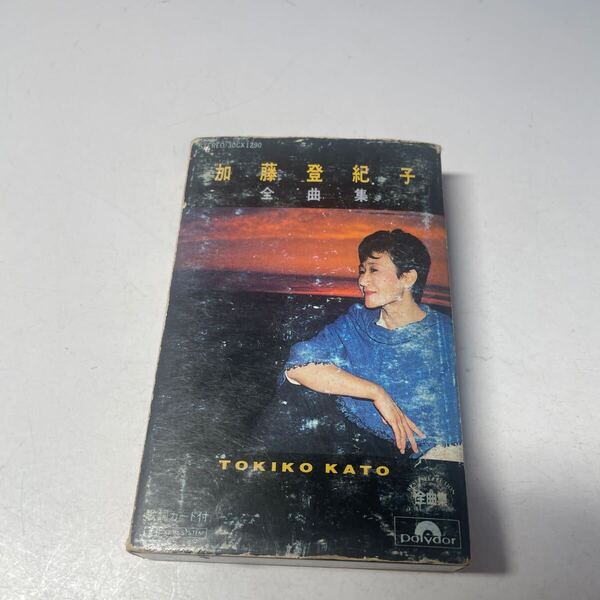 STEREO 30CX1290
加藤登紀子
全曲集
TOKIKO KATO
全曲集
歌詞カード付
polydor